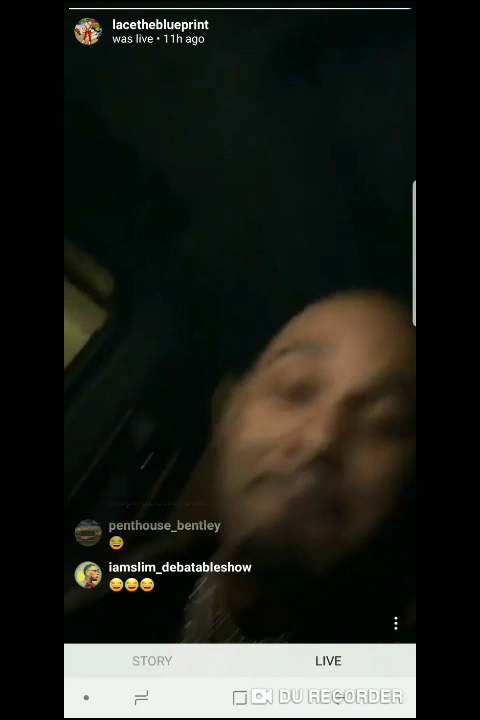 lacetheblueprint
was live • 11h ago
penthouse_bentley
😂
iamslim_debatableshow
😂😂😂
STORY
LIVE
DU RECORDER